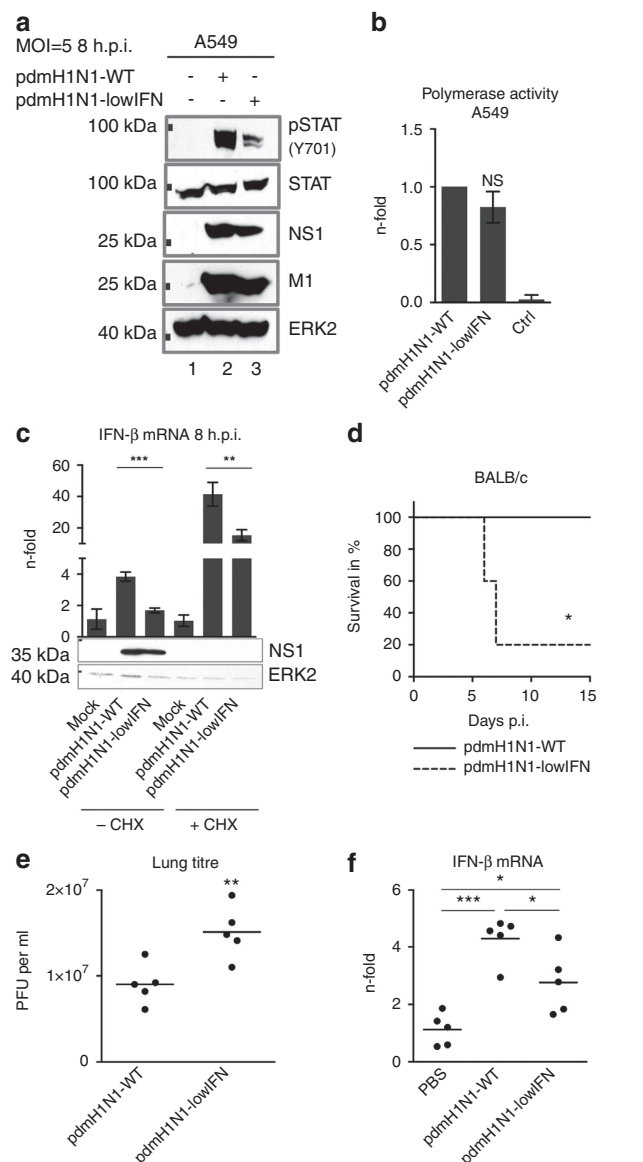 a
MOI=5 8 h.p.i. A549
pdmH1N1-WT - + -
pdmH1N1-lowIFN - - +
100 kDa pSTAT
(Y701)
100 kDa STAT
25 kDa NS1
25 kDa M1
40 kDa ERK2
1 2 3
b
Polymerase activity
A549
n-fold
1.5
1.0
0.5
0.0
NS
pdmH1N1-WT
pdmH1N1-lowIFN
Ctrl
c
IFN-β mRNA 8 h.p.i.
n-fold
60
40
20
4
2
0
*** **
35 kDa NS1
40 kDa ERK2
Mock
pdmH1N1-WT
pdmH1N1-lowIFN
Mock
pdmH1N1-WT
pdmH1N1-lowIFN
– CHX + CHX
d
BALB/c
Survival in %
100
80
60
40
20
0
*
0 5 10 15
Days p.i.
pdmH1N1-WT
pdmH1N1-lowIFN
e
Lung titre
PFU per ml
2×10⁷
1×10⁷
0
**
pdmH1N1-WT
pdmH1N1-lowIFN
f
IFN-β mRNA
n-fold
6
4
2
0
*
*** *
PBS
pdmH1N1-WT
pdmH1N1-lowIFN